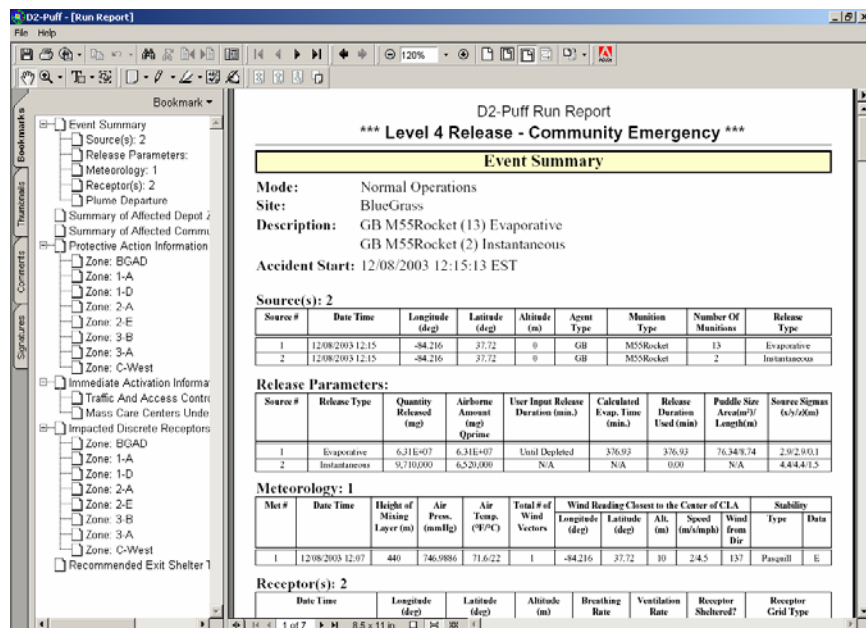 D2-Puff - [Run Report]
File Help
120%
Bookmark
Bookmarks
Thumbnails
Comments
Signatures
Event Summary
Source(s): 2
Release Parameters:
Meteorology: 1
Receptor(s): 2
Plume Departure
Summary of Affected Depot Z
Summary of Affected Commu
Protective Action Information
Zone: BGAD
Zone: 1-A
Zone: 1-D
Zone: 2-A
Zone: 2-E
Zone: 3-B
Zone: 3-A
Zone: C-West
Immediate Activation Informa
Traffic And Access Contro
Mass Care Centers Unde
Impacted Discrete Receptors
Zone: BGAD
Zone: 1-A
Zone: 1-D
Zone: 2-A
Zone: 2-E
Zone: 3-B
Zone: 3-A
Zone: C-West
Recommended Exit Shelter T
D2-Puff Run Report
*** Level 4 Release - Community Emergency ***
Event Summary
Mode: Normal Operations
Site: BlueGrass
Description: GB M55Rocket (13) Evaporative
GB M55Rocket (2) Instantaneous
Accident Start: 12/08/2003 12:15:13 EST
Source(s): 2
Source # Date Time Longitude (deg) Latitude (deg) Altitude (m) Agent Type Munition Type Number Of Munitions Release Type
1 12/08/2003 12:15 -84.216 37.72 0 GB M55Rocket 13 Evaporative
2 12/08/2003 12:15 -84.216 37.72 0 GB M55Rocket 2 Instantaneous
Release Parameters:
Source # Release Type Quantity Released (mg) Airborne Amount (mg) Qprime User Input Release Duration (min.) Calculated Evap. Time (min.) Release Duration Used (min) Puddle Size Area(m²)/ Length(m) Source Sigmas (x/y/z)(m)
1 Evaporative 6.31E+07 6.31E+07 Until Depleted 376.93 376.93 76.34/8.74 2.9/2.9/0.1
2 Instantaneous 9,710,000 6,520,000 N/A N/A 0.00 N/A 4.4/4.4/1.5
Meteorology: 1
Met # Date Time Height of Mixing Layer (m) Air Press. (mmHg) Air Temp. (°F/°C) Total # of Wind Vectors Wind Reading Closest to the Center of CLA Stability
Longitude (deg) Latitude (deg) Alt. (m) Speed (m/s/mph) Wind from Dir Type Data
1 12/08/2003 12:07 440 746.9886 71.6/22 1 -84.216 37.72 10 2/4.5 137 Pasquill E
Receptor(s): 2
Date Time Longitude (deg) Latitude (deg) Altitude (m) Breathing Rate Ventilation Rate Receptor Sheltered? Receptor Grid Type
1 of 7 8.5 x 11 in